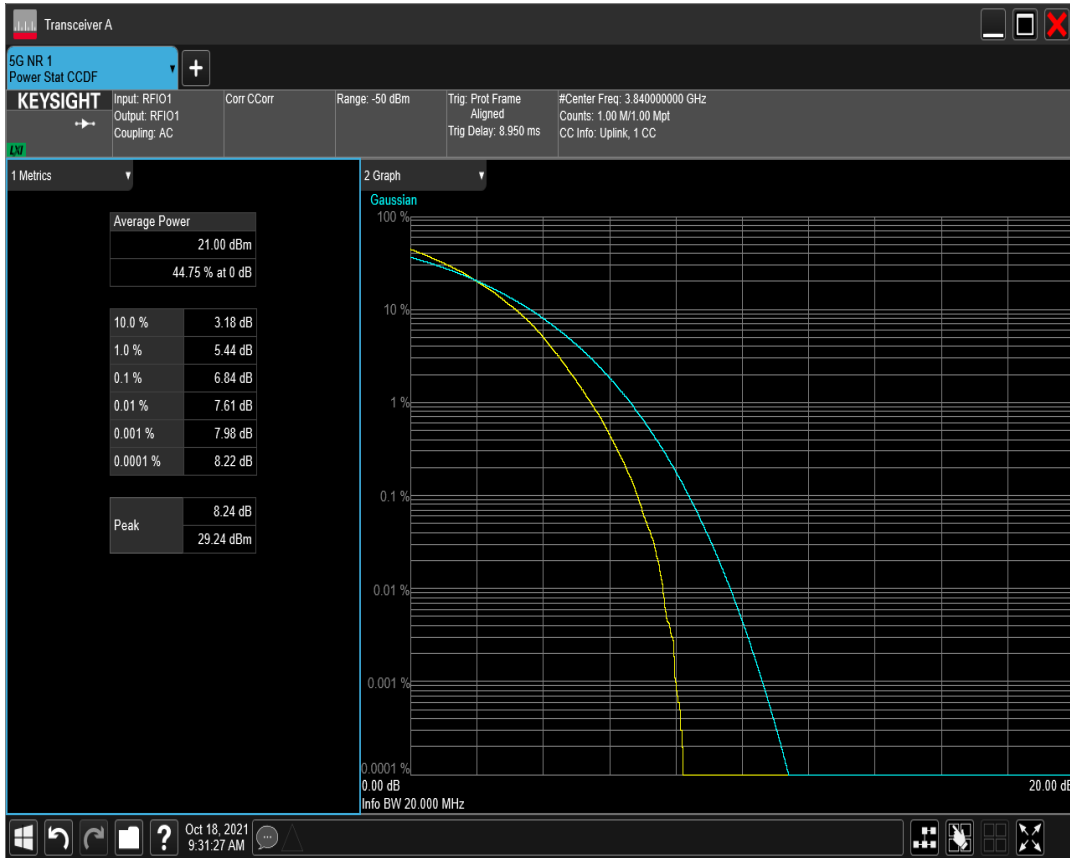 Transceiver A
5G NR 1
Power Stat CCDF
KEYSIGHT
LXI
Input: RFIO1
Output: RFIO1
Coupling: AC
Corr CCorr
Range: -50 dBm
Trig: Prot Frame
Aligned
Trig Delay: 8.950 ms
#Center Freq: 3.840000000 GHz
Counts: 1.00 M/1.00 Mpt
CC Info: Uplink, 1 CC
1 Metrics
Average Power
21.00 dBm
44.75 % at 0 dB
10.0 % 3.18 dB
1.0 % 5.44 dB
0.1 % 6.84 dB
0.01 % 7.61 dB
0.001 % 7.98 dB
0.0001 % 8.22 dB
Peak 8.24 dB
29.24 dBm
2 Graph
Gaussian
100 %
10 %
1 %
0.1 %
0.01 %
0.001 %
0.0001 %
0.00 dB 20.00 dB
Info BW 20.000 MHz
?
Oct 18, 2021
9:31:27 AM